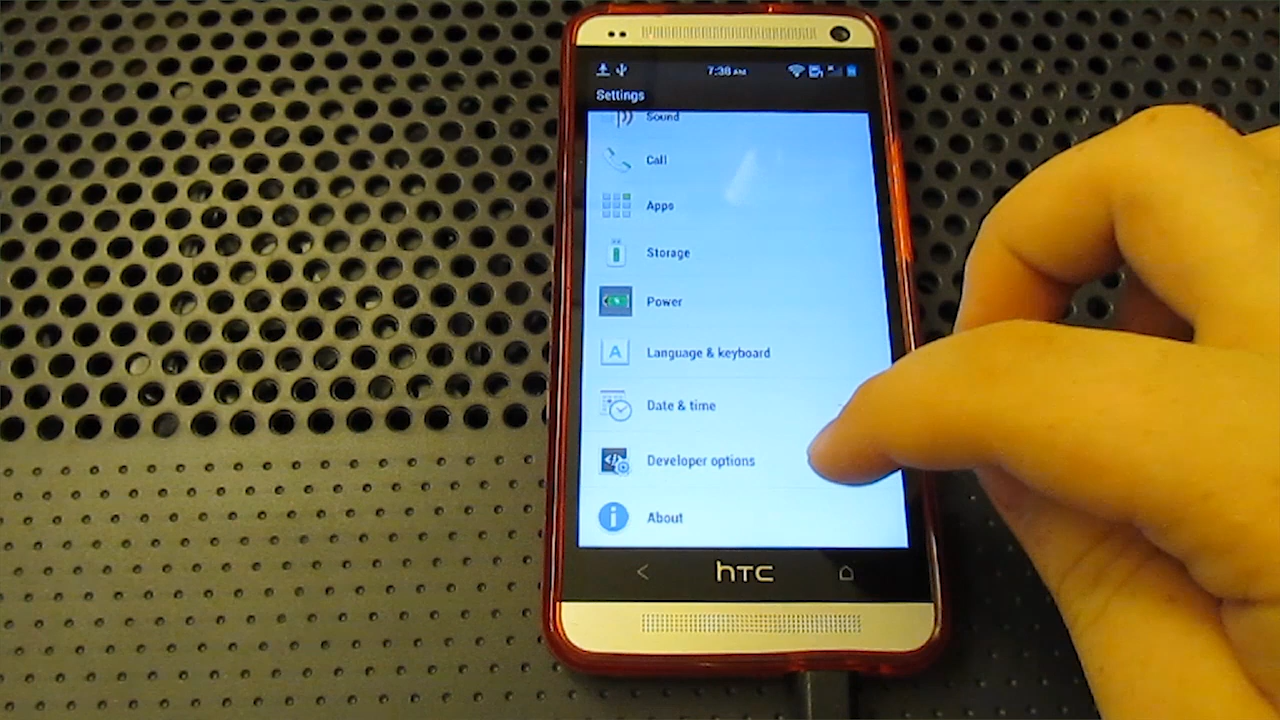 7:38 AM
Settings
Sound
Call
Apps
Storage
Power
A
Language & keyboard
Date & time
Developer options
About
hTC